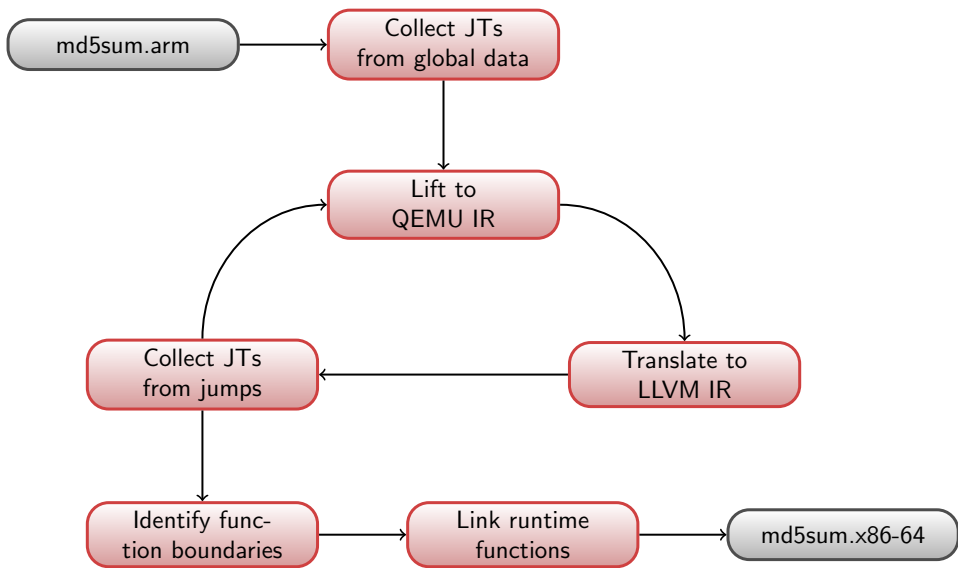 md5sum.arm
Collect JTs
from global data
Lift to
QEMU IR
Collect JTs
from jumps
Translate to
LLVM IR
Identify func-
tion boundaries
Link runtime
functions
md5sum.x86-64